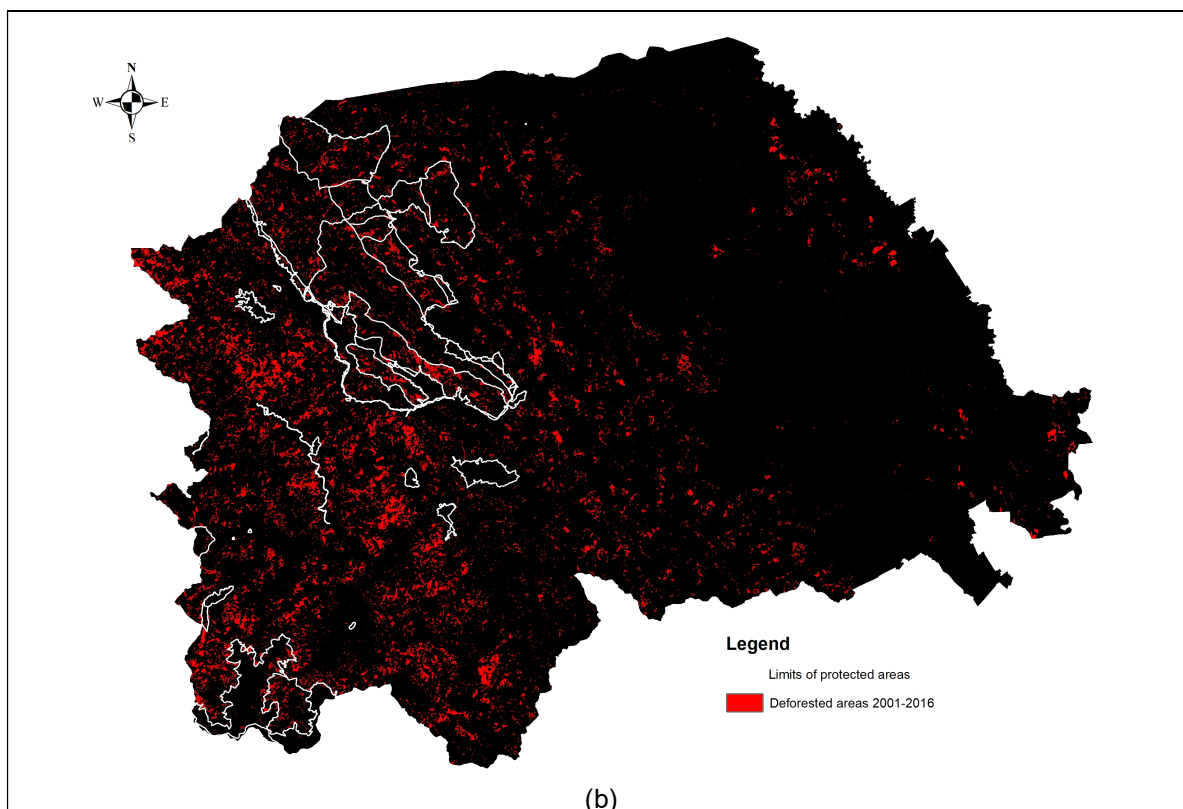 N
W E
S
Legend
Limits of protected areas
Deforested areas 2001-2016
(b)